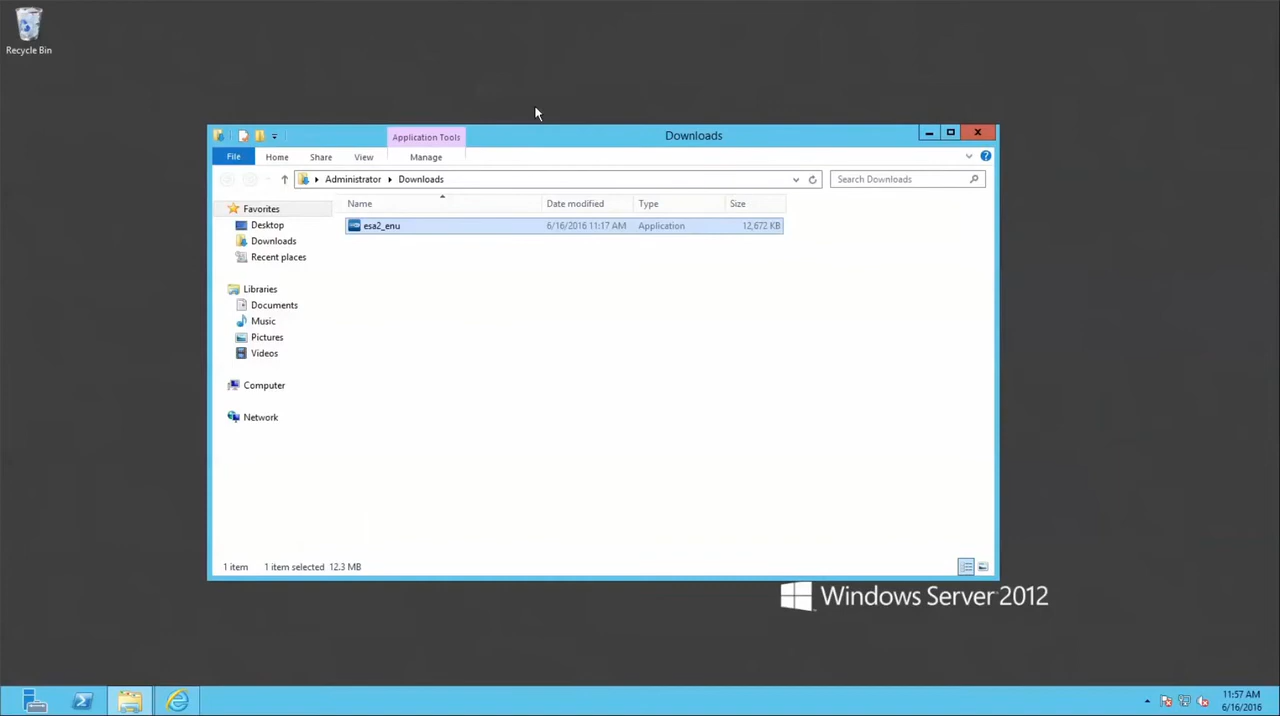 Recycle Bin
Application Tools
Downloads
File
Home
Share
View
Manage
Administrator
Downloads
Search Downloads
Name
Date modified
Type
Size
Favorites
Desktop
Downloads
Recent places
Libraries
Documents
Music
Pictures
Videos
Computer
Network
esa2_enu
6/16/2016 11:17 AM
Application
12,672 KB
1 item
1 item selected 12.3 MB
Windows Server 2012
11:57 AM
6/16/2016